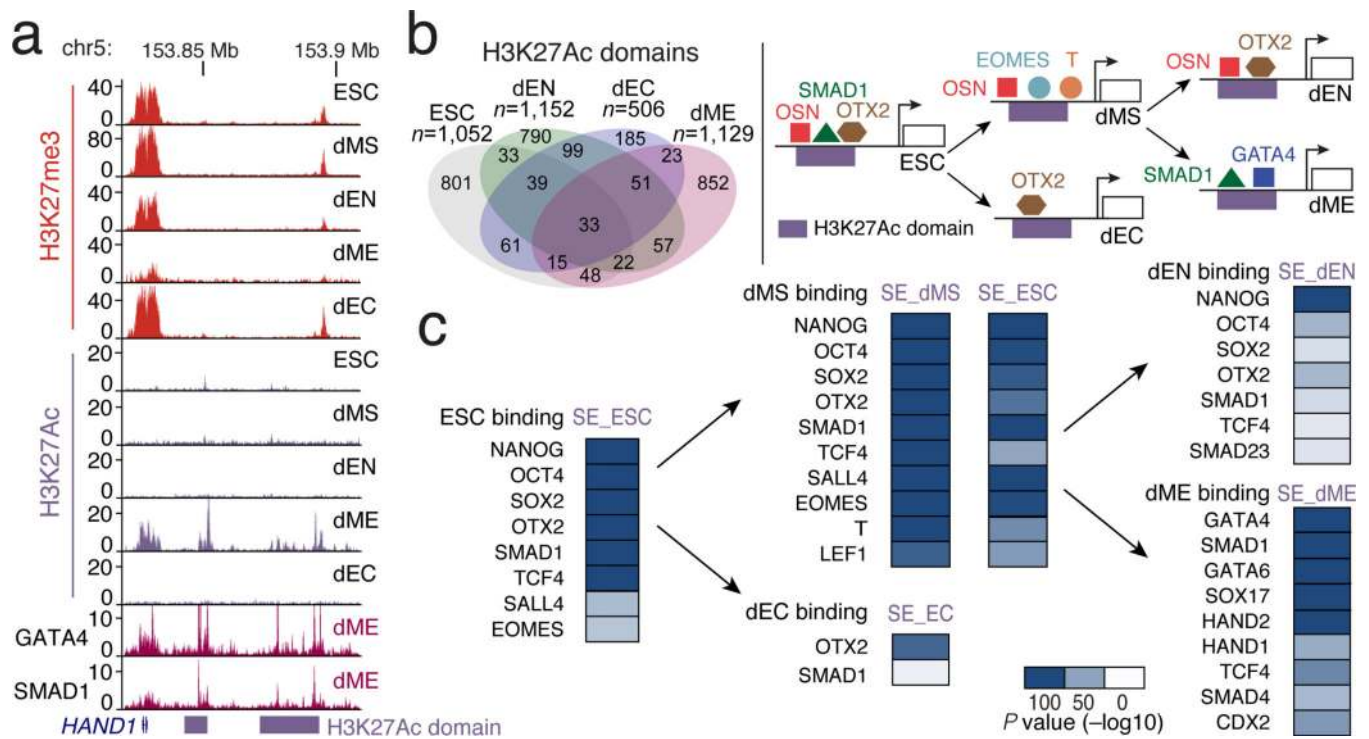 a
chr5: 153.85 Mb 153.9 Mb
H3K27me3
40
0
ESC
80
0
dMS
40
0
dEN
40
0
dME
40
0
dEC
H3K27Ac
20
0
ESC
20
0
dMS
20
0
dEN
20
0
dME
20
0
dEC
GATA4
10
0
dME
SMAD1
10
0
dME
HAND1
H3K27Ac domain
b
H3K27Ac domains
ESC
n=1,052
dEN
n=1,152
dEC
n=506
dME
n=1,129
790 185
33 99 23
801 39 51 852
33
61 57
15 22
48
SMAD1
OSN OTX2
ESC
EOMES T
OSN
dMS
OTX2
OSN
dEN
OTX2
dEC
GATA4
SMAD1
dME
H3K27Ac domain
c
ESC binding SE_ESC
NANOG
OCT4
SOX2
OTX2
SMAD1
TCF4
SALL4
EOMES
dMS binding SE_dMS SE_ESC
NANOG
OCT4
SOX2
OTX2
SMAD1
TCF4
SALL4
EOMES
T
LEF1
dEC binding SE_EC
OTX2
SMAD1
dEN binding SE_dEN
NANOG
OCT4
SOX2
OTX2
SMAD1
TCF4
SMAD23
dME binding SE_dME
GATA4
SMAD1
GATA6
SOX17
HAND2
HAND1
TCF4
SMAD4
CDX2
100 50 0
P value (–log10)